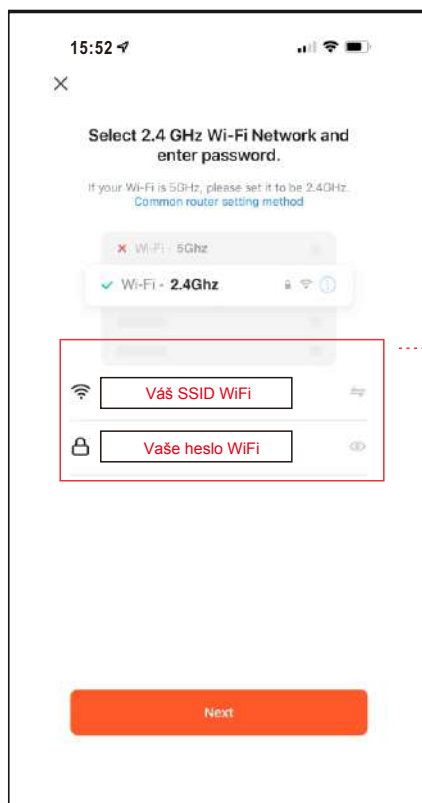 15:52
Select 2.4 GHz Wi-Fi Network and
enter password.
If your Wi-Fi is 5GHz, please set it to be 2.4GHz.
Common router setting method
Wi-Fi - 5Ghz
Wi-Fi - 2.4Ghz
Váš SSID WiFi
Vaše heslo WiFi
Next